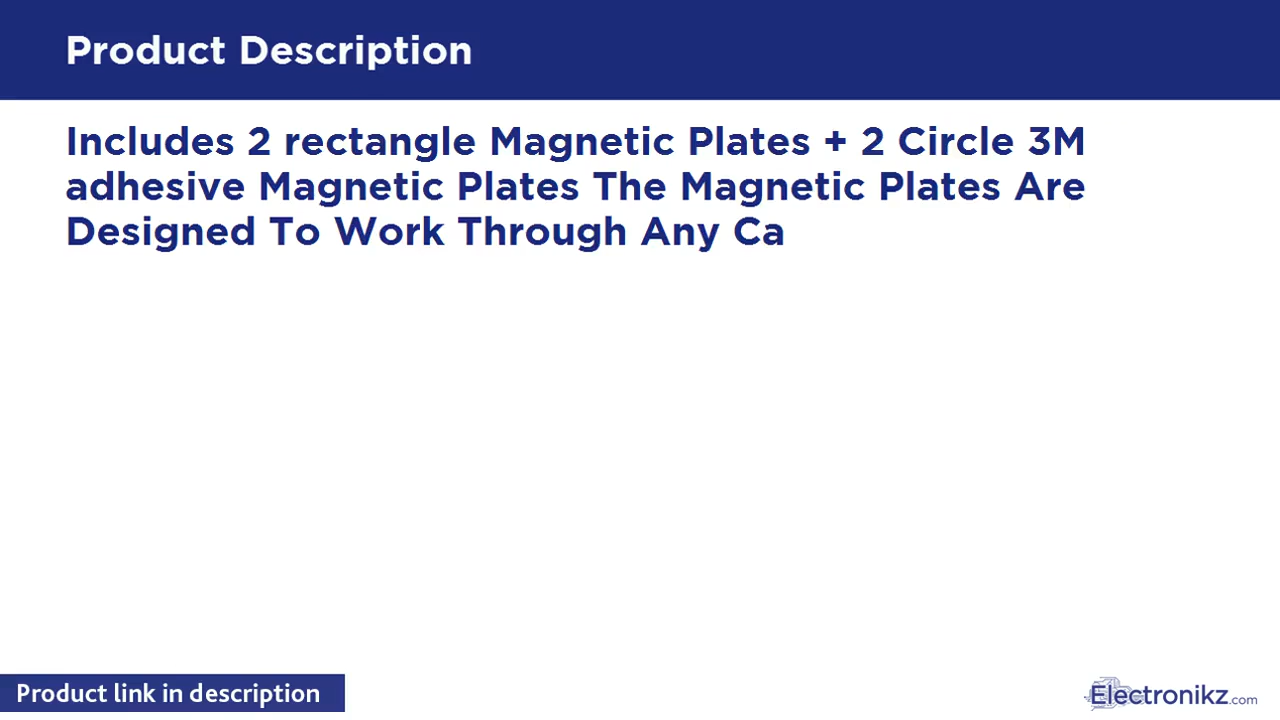 Product Description
Includes 2 rectangle Magnetic Plates + 2 Circle 3M
adhesive Magnetic Plates The Magnetic Plates Are
Designed To Work Through Any Ca
Product link in description
Electronikz.com